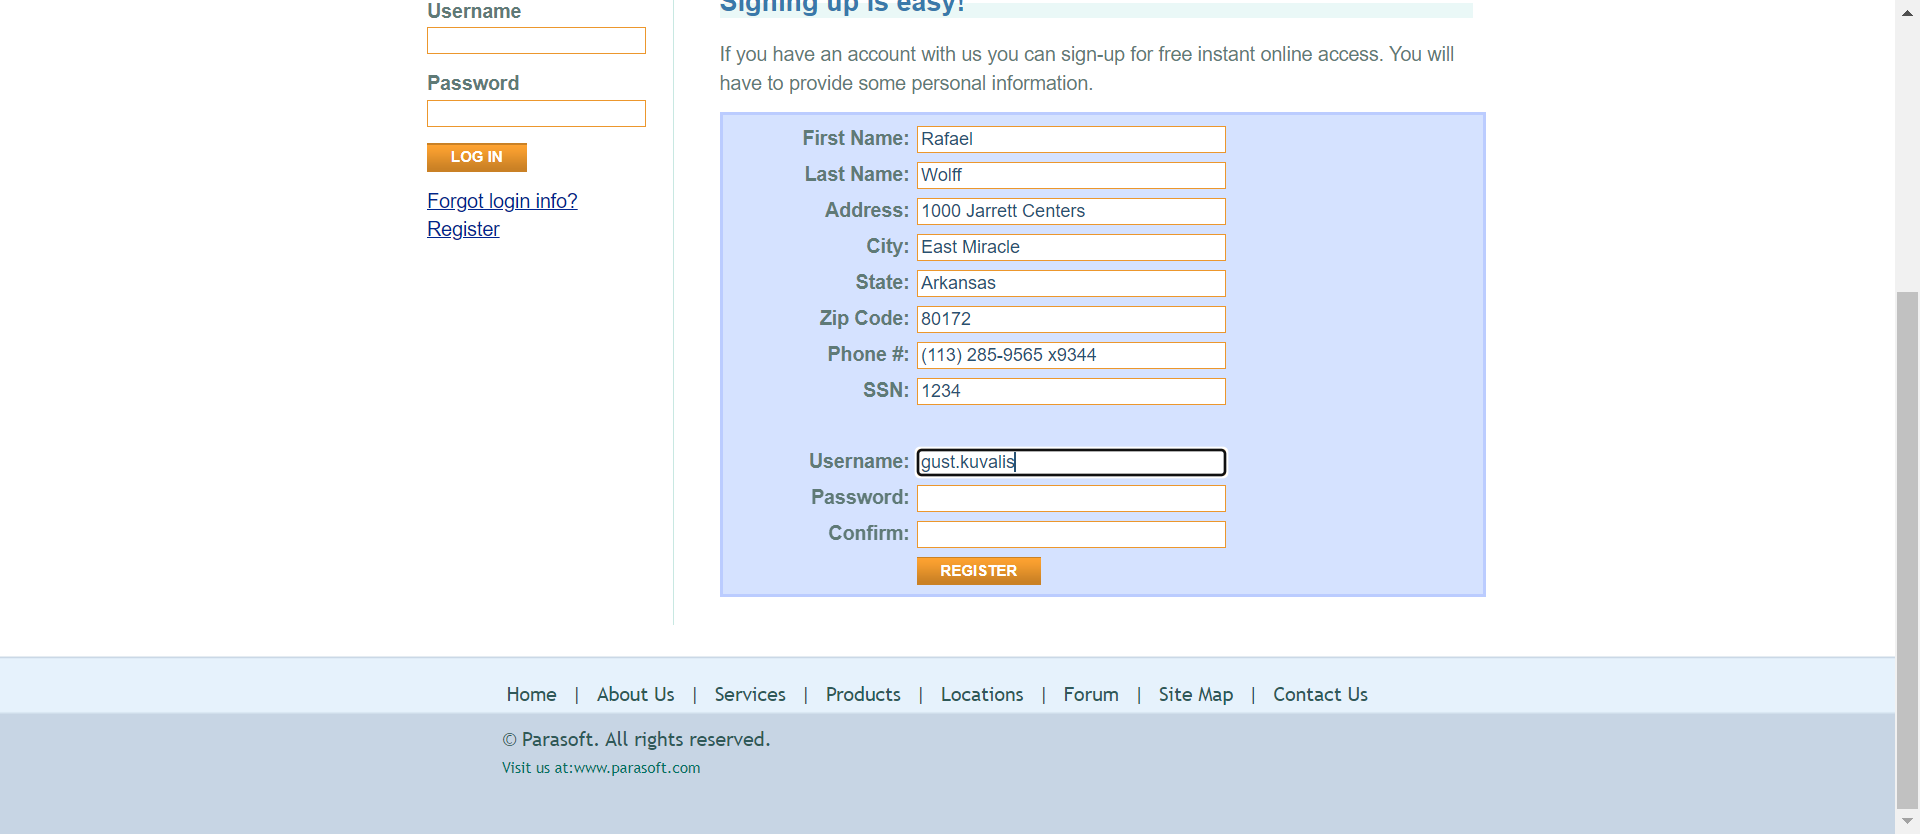 Username
Password
LOG IN
Forgot login info?
Register
Signing up is easy!
If you have an account with us you can sign-up for free instant online access. You will
have to provide some personal information.
First Name: Rafael
Last Name: Wolff
Address: 1000 Jarrett Centers
City: East Miracle
State: Arkansas
Zip Code: 80172
Phone #: (113) 285-9565 x9344
SSN: 1234
Username: gust.kuvalis
Password:
Confirm:
REGISTER
Home | About Us | Services | Products | Locations | Forum | Site Map | Contact Us
© Parasoft. All rights reserved.
Visit us at:www.parasoft.com